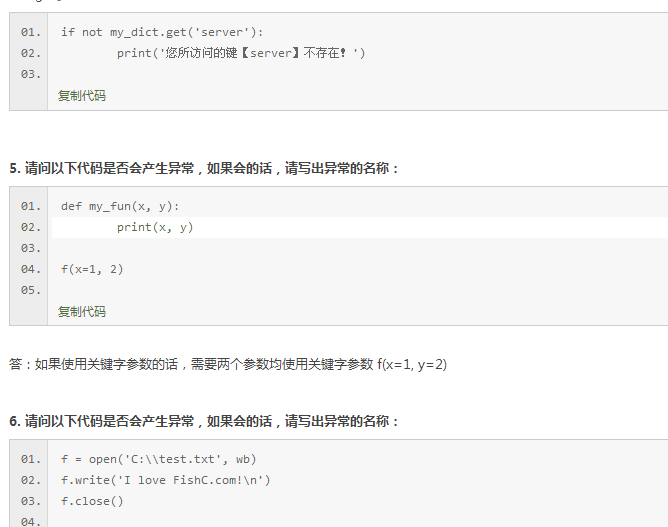 01. if not my_dict.get('server'):
02. print('您所访问的键【server】不存在！')
03.
复制代码
5. 请问以下代码是否会产生异常，如果会的话，请写出异常的名称：
01. def my_fun(x, y):
02. print(x, y)
03.
04. f(x=1, 2)
05.
复制代码
答：如果使用关键字参数的话，需要两个参数均使用关键字参数 f(x=1, y=2)
6. 请问以下代码是否会产生异常，如果会的话，请写出异常的名称：
01. f = open('C:\\test.txt', wb)
02. f.write('I love FishC.com!\n')
03. f.close()
04.